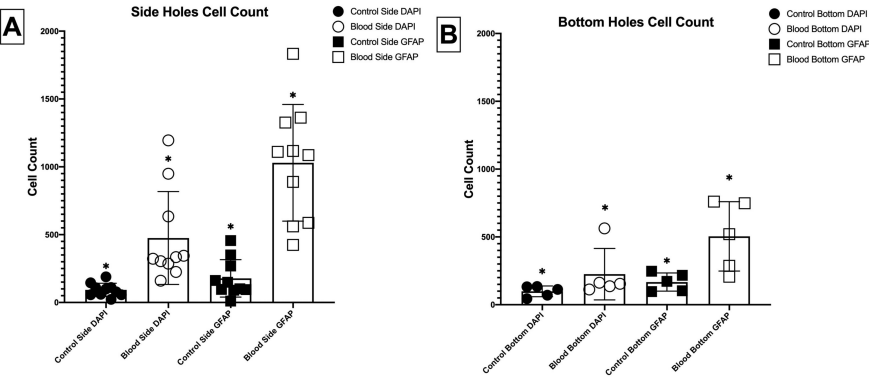 A
Side Holes Cell Count
Control Side DAPI
Blood Side DAPI
Control Side GFAP
Blood Side GFAP
Cell Count
2000
1500
1000
500
0
*
*
*
*
Control Side DAPI
Blood Side DAPI
Control Side GFAP
Blood Side GFAP
B
Bottom Holes Cell Count
Control Bottom DAPI
Blood Bottom DAPI
Control Bottom GFAP
Blood Bottom GFAP
Cell Count
2000
1500
1000
500
0
*
*
*
*
Control Bottom DAPI
Blood Bottom DAPI
Control Bottom GFAP
Blood Bottom GFAP